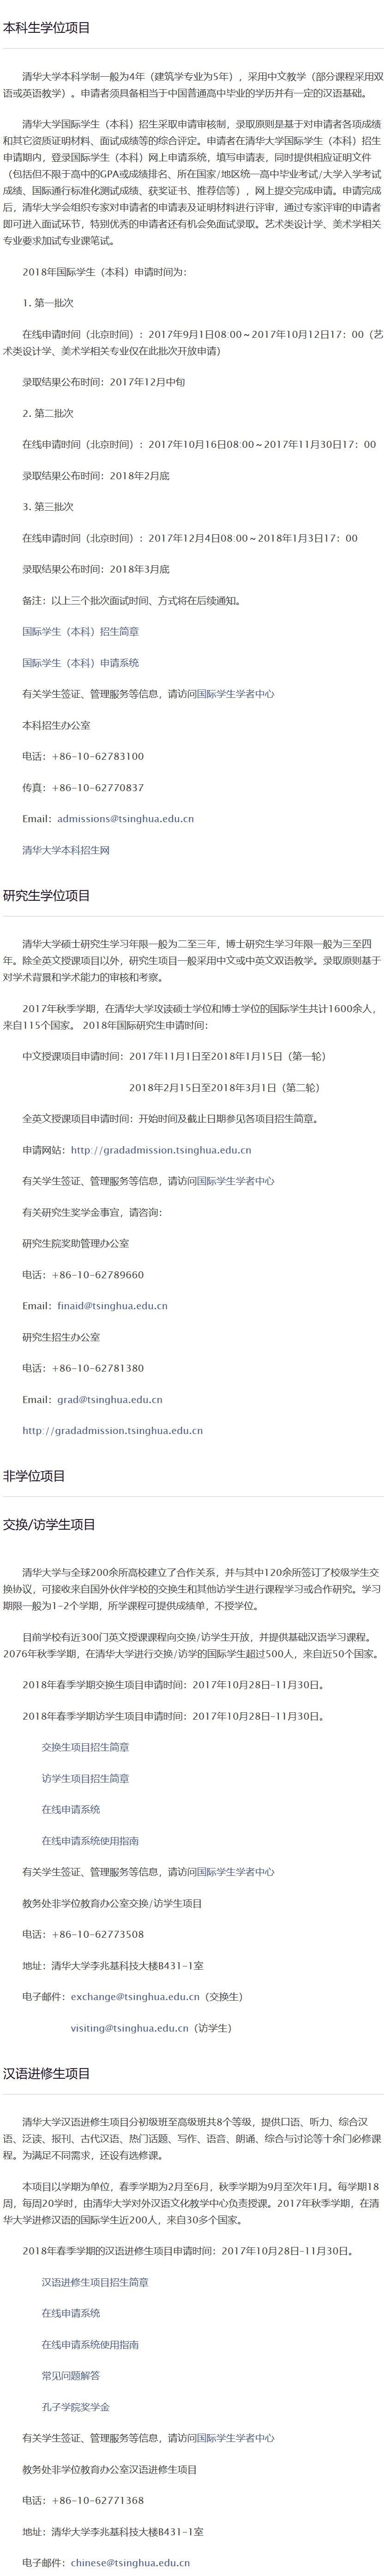 本科生学位项目
清华大学本科学制一般为4年（建筑学专业为5年），采用中文教学（部分课程采用双
语或英语教学）。申请者须具备相当于中国普通高中毕业的学历并有一定的汉语基础。
清华大学国际学生（本科）招生采取申请审核制，录取原则是基于对申请者各项成绩
和其它资质证明材料、面试成绩等的综合评定。申请者在清华大学国际学生（本科）招生
申请期内，登录国际学生（本科）网上申请系统，填写申请表，同时提供相应证明文件
（包括但不限于高中的GPA或成绩排名、所在国家/地区统一高中毕业考试/大学入学考试
成绩、国际通行标准化测试成绩、获奖证书、推荐信等），网上提交完成申请。申请完成
后，清华大学会组织专家对申请者的申请表及证明材料进行评审，通过专家评审的申请者
即可进入面试环节，特别优秀的申请者还有机会免面试录取。艺术类设计学、美术学相关
专业要求加试专业课笔试。
2018年国际学生（本科）申请时间为：
1. 第一批次
在线申请时间（北京时间）：2017年9月1日08:00～2017年10月12日17：00（艺
术类设计学、美术学相关专业仅在此批次开放申请）
录取结果公布时间：2017年12月中旬
2. 第二批次
在线申请时间（北京时间）：2017年10月16日08:00～2017年11月30日17：00
录取结果公布时间：2018年2月底
3. 第三批次
在线申请时间（北京时间）：2017年12月4日08:00～2018年1月3日17：00
录取结果公布时间：2018年3月底
备注：以上三个批次面试时间、方式将在后续通知。
国际学生（本科）招生简章
国际学生（本科）申请系统
有关学生签证、管理服务等信息，请访问国际学生学者中心
本科招生办公室
电话：+86-10-62783100
传真：+86-10-62770837
Email：admissions@tsinghua.edu.cn
清华大学本科招生网
研究生学位项目
清华大学硕士研究生学习年限一般为二至三年，博士研究生学习年限一般为三至四
年。除全英文授课项目以外，研究生项目一般采用中文或中英文双语教学。录取原则基于
对学术背景和学术能力的审核和考察。
2017年秋季学期，在清华大学攻读硕士学位和博士学位的国际学生共计1600余人，
来自115个国家。 2018年国际研究生申请时间：
中文授课项目申请时间：2017年11月1日至2018年1月15日（第一轮）
2018年2月15日至2018年3月1日（第二轮）
全英文授课项目申请时间：开始时间及截止日期参见各项目招生简章。
申请网站：http://gradadmission.tsinghua.edu.cn
有关学生签证、管理服务等信息，请访问国际学生学者中心
有关研究生奖学金事宜，请咨询：
研究生院奖助管理办公室
电话：+86-10-62789660
Email：finaid@tsinghua.edu.cn
研究生招生办公室
电话：+86-10-62781380
Email：grad@tsinghua.edu.cn
http://gradadmission.tsinghua.edu.cn
非学位项目
交换/访学生项目
清华大学与全球200余所高校建立了合作关系，并与其中120余所签订了校级学生交
换协议，可接收来自国外伙伴学校的交换生和其他访学生进行课程学习或合作研究。学习
期限一般为1-2个学期，所学课程可提供成绩单，不授学位。
目前学校有近300门英文授课课程向交换/访学生开放，并提供基础汉语学习课程。
2076年秋季学期，在清华大学进行交换/访学的国际学生超过500人，来自近50个国家。
2018年春季学期交换生项目申请时间：2017年10月28日-11月30日。
2018年春季学期访学生项目申请时间：2017年10月28日-11月30日。
交换生项目招生简章
访学生项目招生简章
在线申请系统
在线申请系统使用指南
有关学生签证、管理服务等信息，请访问国际学生学者中心
教务处非学位教育办公室交换/访学生项目
电话：+86-10-62773508
地址：清华大学李兆基科技大楼B431-1室
电子邮件：exchange@tsinghua.edu.cn（交换生）
visiting@tsinghua.edu.cn（访学生）
汉语进修生项目
清华大学汉语进修生项目分初级班至高级班共8个等级，提供口语、听力、综合汉
语、泛读、报刊、古代汉语、热门话题、写作、语音、朗诵、综合与讨论等十余门必修课
程。为满足不同需求，还设有选修课。
本项目以学期为单位，春季学期为2月至6月，秋季学期为9月至次年1月。每学期18
周，每周20学时，由清华大学对外汉语文化教学中心负责授课。2017年秋季学期，在清
华大学进修汉语的国际学生近200人，来自30多个国家。
2018年春季学期的汉语进修生项目申请时间：2017年10月28日-11月30日。
汉语进修生项目招生简章
在线申请系统
在线申请系统使用指南
常见问题解答
孔子学院奖学金
有关学生签证、管理服务等信息，请访问国际学生学者中心
教务处非学位教育办公室汉语进修生项目
电话：+86-10-62771368
地址：清华大学李兆基科技大楼B431-1室
电子邮件：chinese@tsinghua.edu.cn